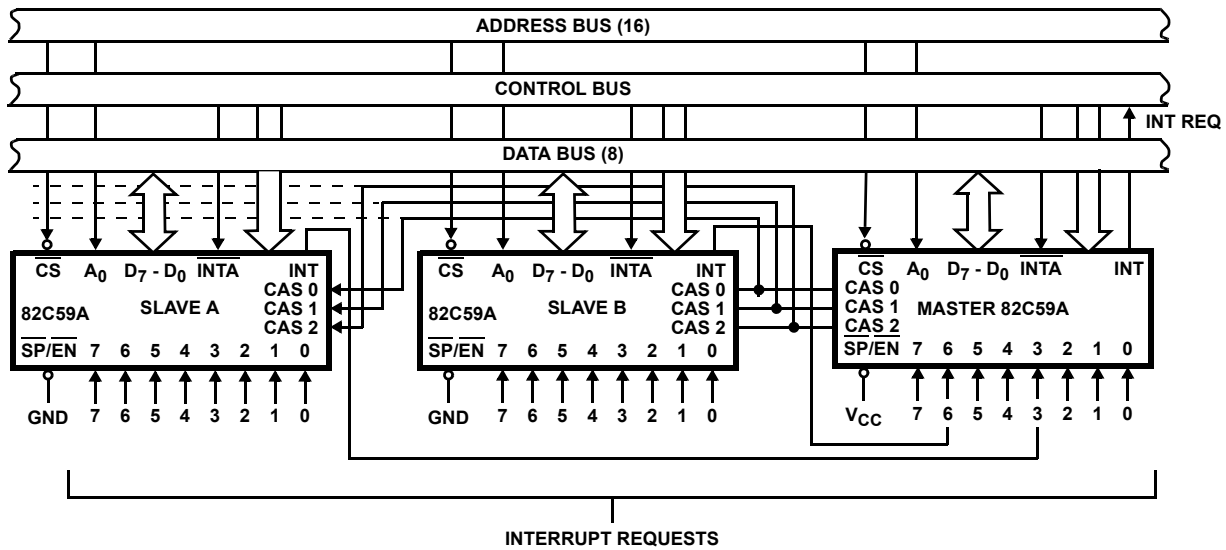 ADDRESS BUS (16)
CONTROL BUS
INT REQ
DATA BUS (8)
CS A0 D7 - D0 INTA INT
CAS 0
82C59A SLAVE A CAS 1
CAS 2
SP/EN 7 6 5 4 3 2 1 0
GND 7 6 5 4 3 2 1 0
CS A0 D7 - D0 INTA INT
CAS 0
82C59A SLAVE B CAS 1
CAS 2
SP/EN 7 6 5 4 3 2 1 0
GND 7 6 5 4 3 2 1 0
CS A0 D7 - D0 INTA INT
CAS 0
CAS 1 MASTER 82C59A
CAS 2
SP/EN 7 6 5 4 3 2 1 0
VCC 7 6 5 4 3 2 1 0
INTERRUPT REQUESTS